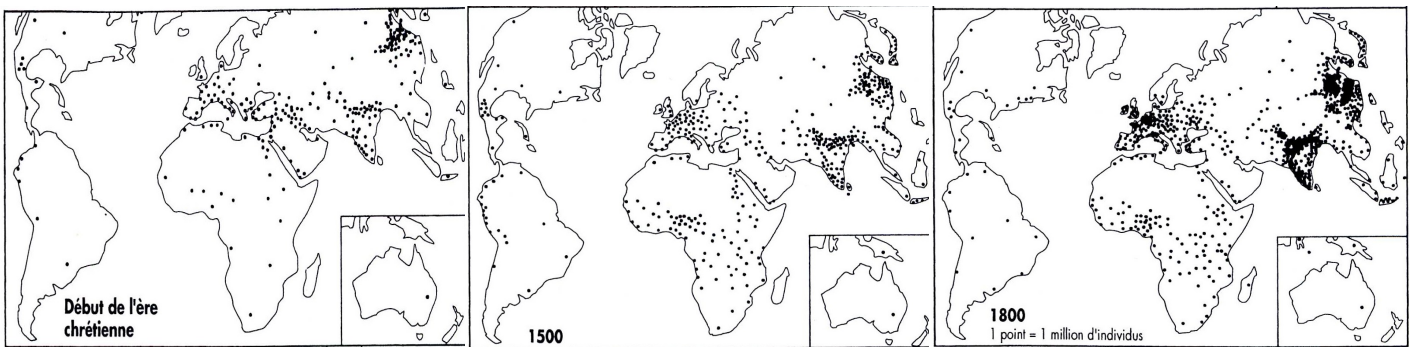 Début de l'ère
chrétienne
1500
1800
1 point = 1 million d'individus